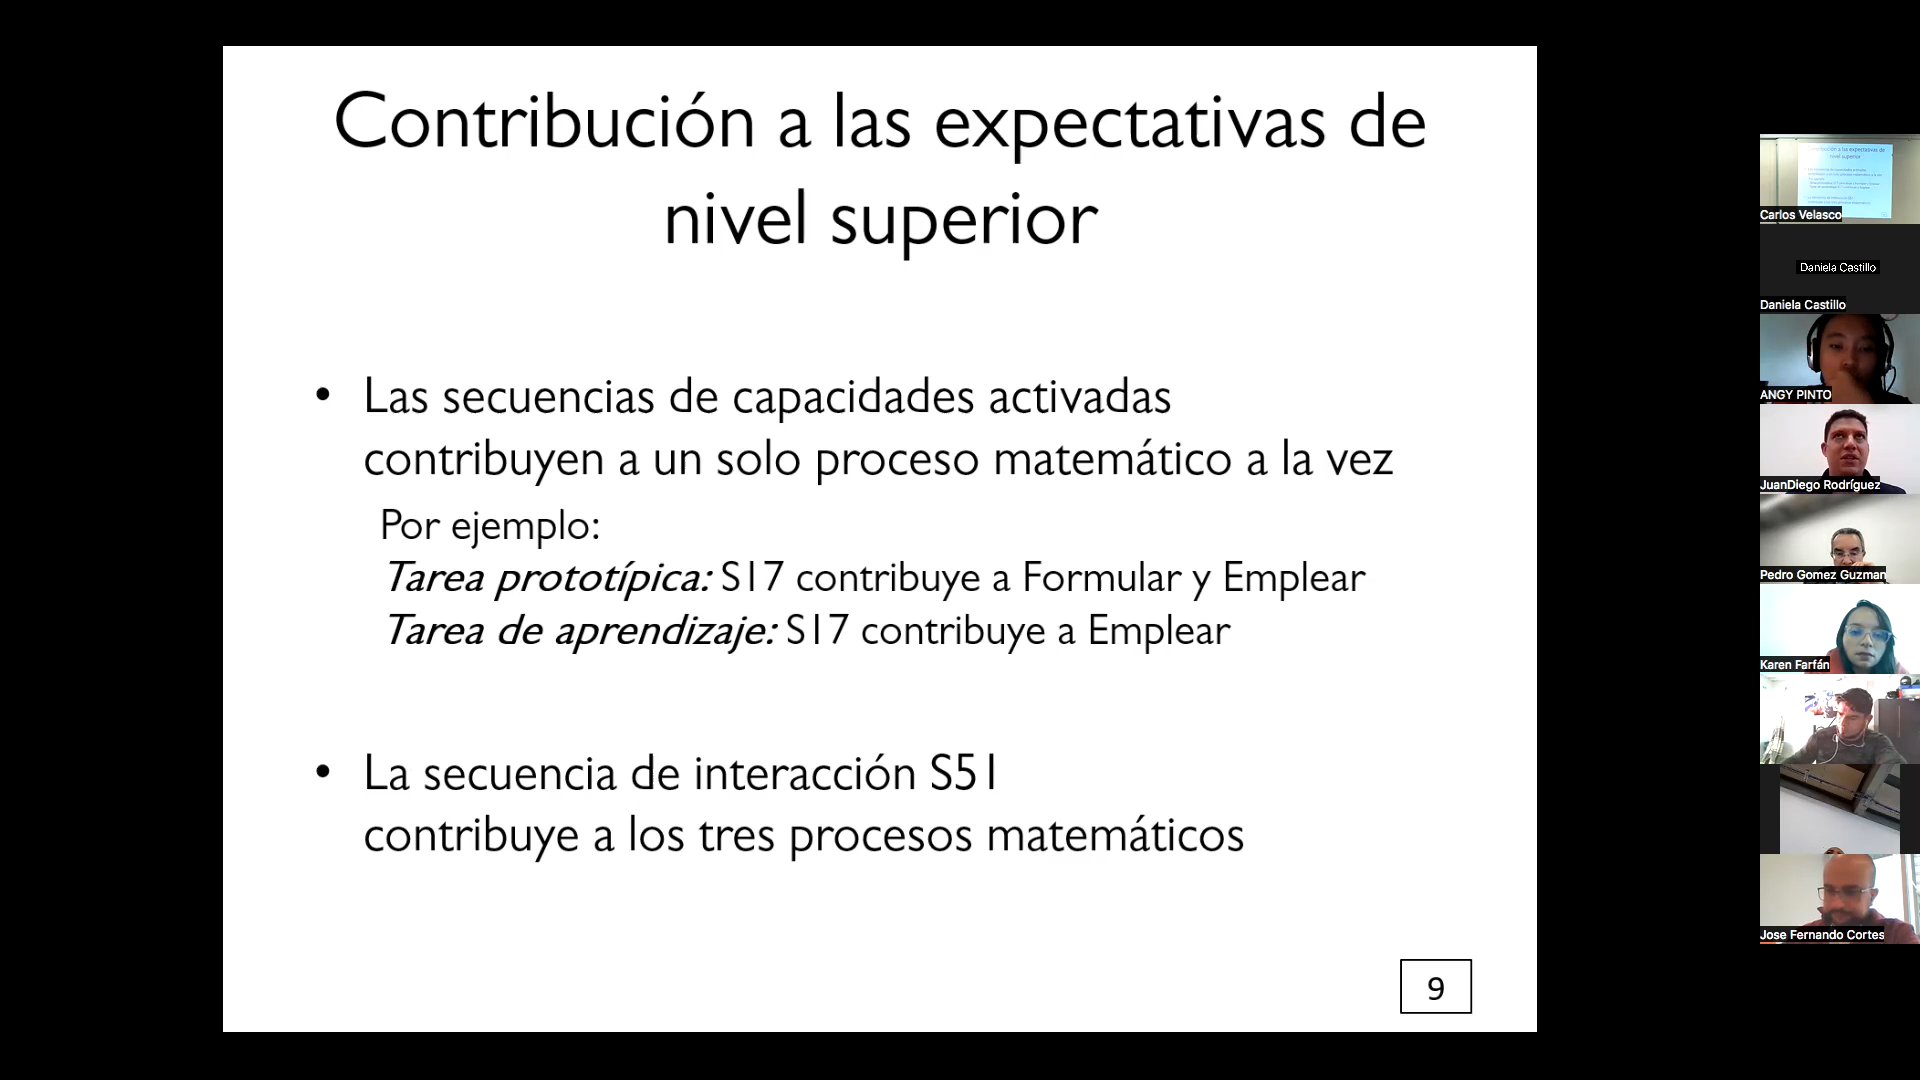 Contribución a las expectativas de
nivel superior
• Las secuencias de capacidades activadas
contribuyen a un solo proceso matemático a la vez
Por ejemplo:
Tarea prototípica: S17 contribuye a Formular y Emplear
Tarea de aprendizaje: S17 contribuye a Emplear
• La secuencia de interacción S51
contribuye a los tres procesos matemáticos
9
Carlos Velasco
Daniela Castillo
Daniela Castillo
ANGY PINTO
JuanDiego Rodríguez
Pedro Gomez Guzman
Karen Farfán
Jose Fernando Cortes